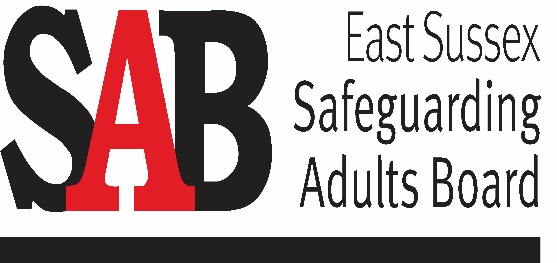 SAB
East Sussex
Safeguarding
Adults Board